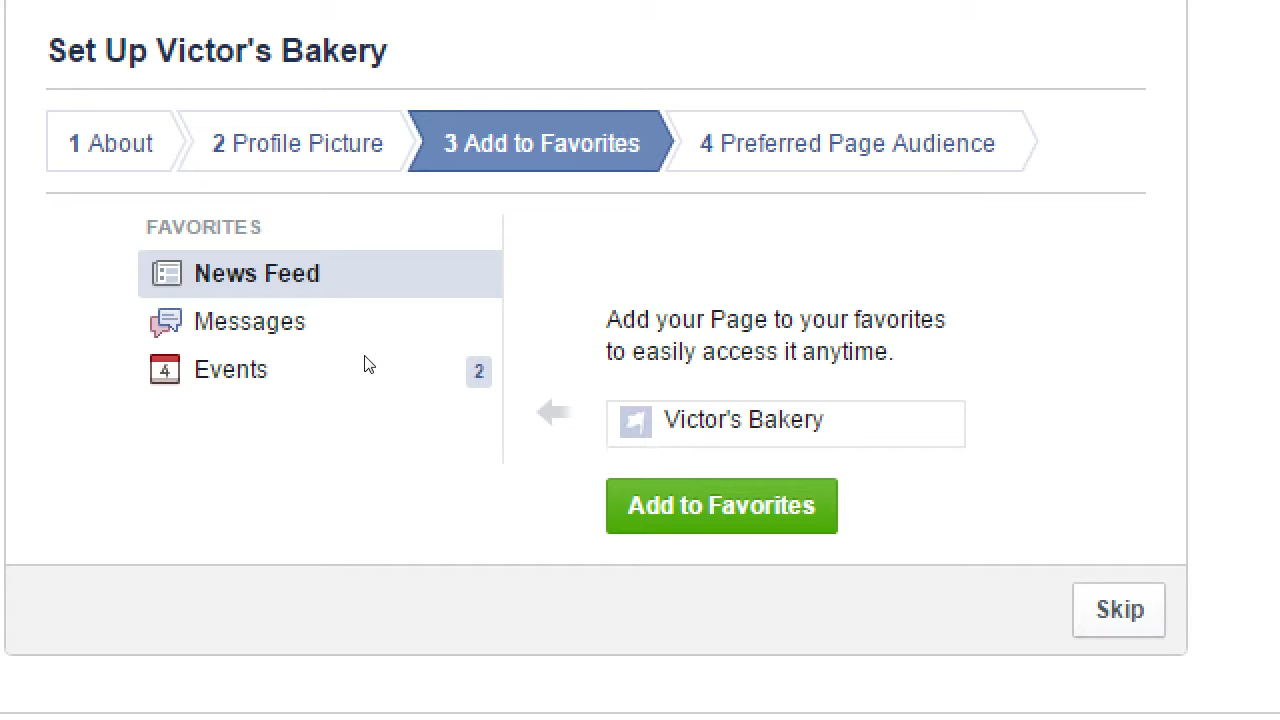 Set Up Victor's Bakery
1 About
2 Profile Picture
3 Add to Favorites
4 Preferred Page Audience
FAVORITES
News Feed
Messages
4 Events 2
Add your Page to your favorites
to easily access it anytime.
Victor's Bakery
Add to Favorites
Skip